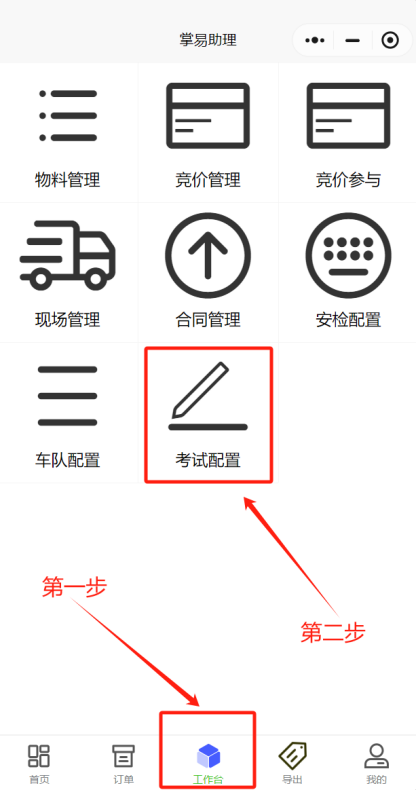 掌易助理
物料管理
竞价管理
竞价参与
现场管理
合同管理
安检配置
车队配置
考试配置
第一步
第二步
首页
订单
工作台
导出
我的